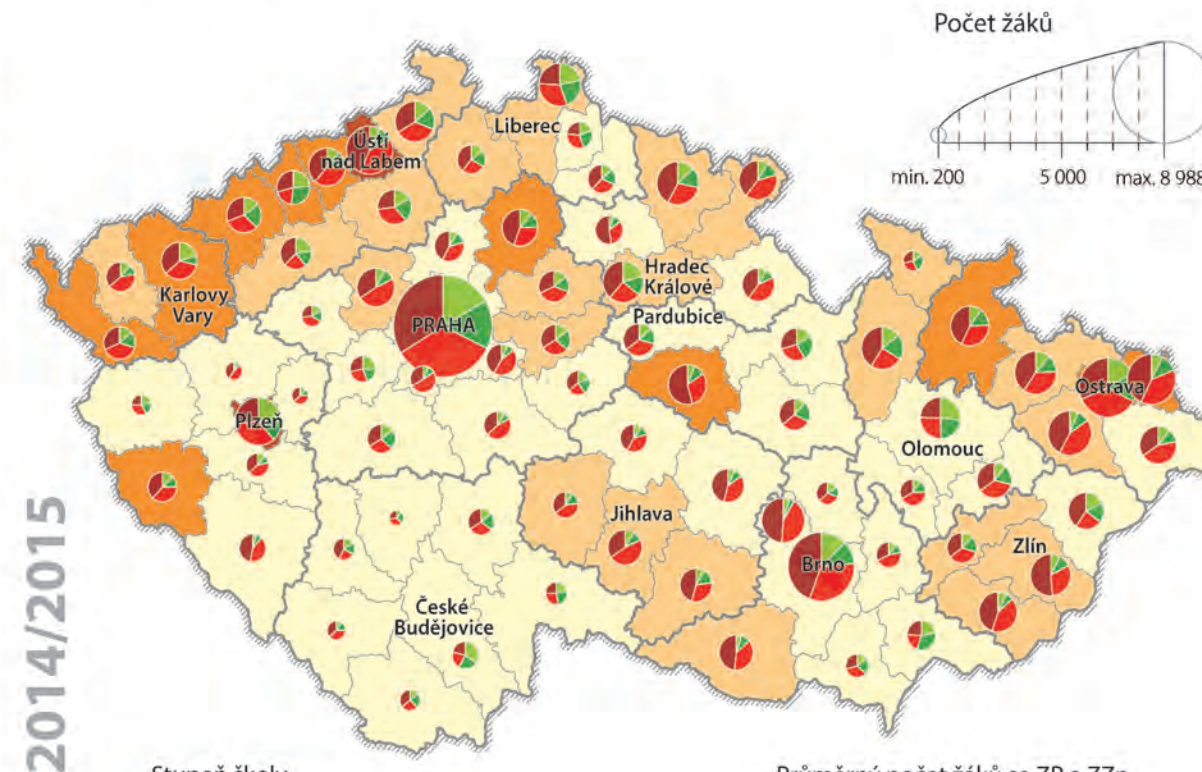 Počet žáků
min. 200
5 000
max. 8 988
Liberec
Ústí
nad Labem
Karlovy
Vary
Hradec
Králové
PRAHA
Pardubice
Plzeň
Ostrava
Olomouc
Jihlava
Zlín
Brno
České
Budějovice
2014/2015